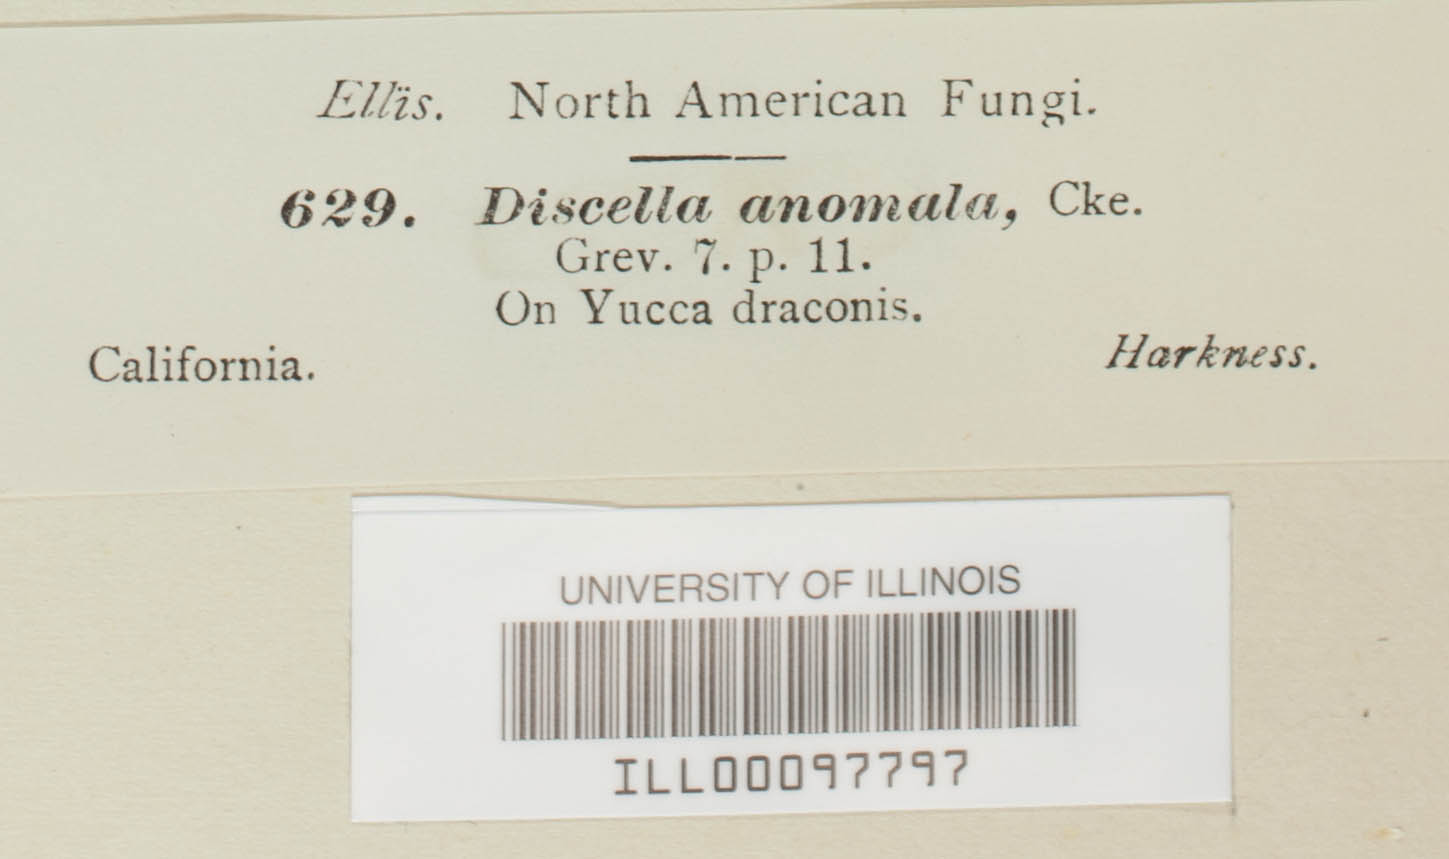 Ellis. North American Fungi.
629. Discella anomala, Cke.
Grev. 7. p. 11.
On Yucca draconis.
California. Harkness.
UNIVERSITY OF ILLINOIS
ILL00097797